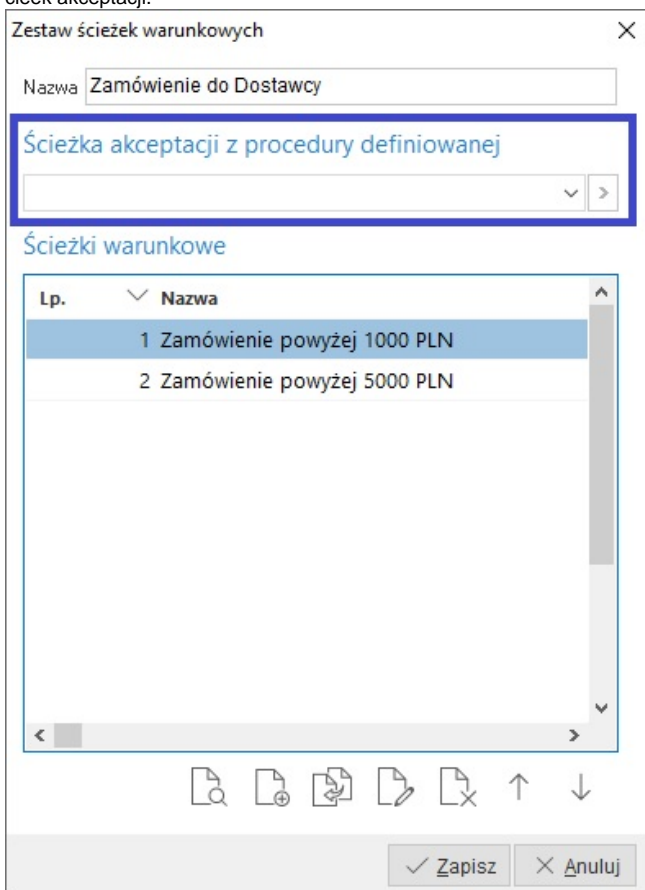 Zestaw ścieżek warunkowych
Nazwa Zamówienie do Dostawcy
Ścieżka akceptacji z procedury definiowanej
Ścieżki warunkowe
Lp. Nazwa
1 Zamówienie powyżej 1000 PLN
2 Zamówienie powyżej 5000 PLN
Zapisz Anuluj